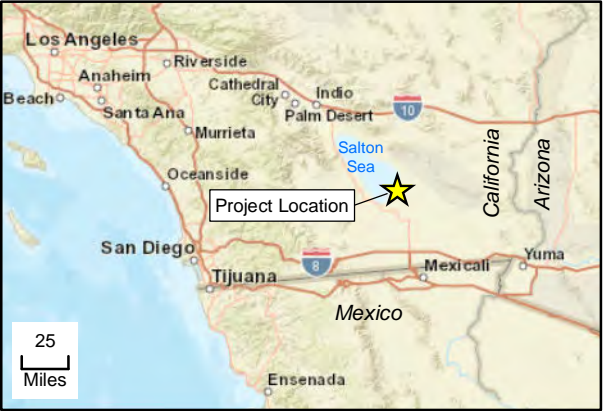 Los Angeles
Riverside
Anaheim
Cathedral
City
Indio
Palm Desert
Beach
Santa Ana
10
Murrieta
Salton
Sea
California
Arizona
Oceanside
Project Location
San Diego
8
Yuma
Tijuana
Mexicali
Mexico
25
Miles
Ensenada